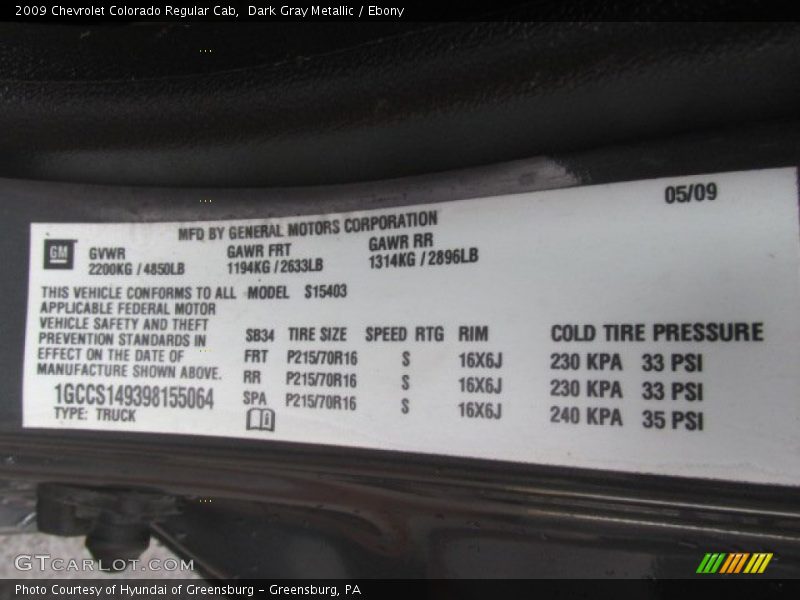 2009 Chevrolet Colorado Regular Cab,  Dark Gray Metallic / Ebony
05/09
MFD BY GENERAL MOTORS CORPORATION
GM
GVWR GAWR FRT GAWR RR
2200KG / 4850LB 1194KG / 2633LB 1314KG / 2896LB
THIS VEHICLE CONFORMS TO ALL MODEL S15403
APPLICABLE FEDERAL MOTOR
VEHICLE SAFETY AND THEFT
PREVENTION STANDARDS IN
EFFECT ON THE DATE OF
MANUFACTURE SHOWN ABOVE.
1GCCS149398155064
TYPE: TRUCK
SB34 TIRE SIZE SPEED RTG RIM COLD TIRE PRESSURE
FRT P215/70R16 S 16X6J 230 KPA 33 PSI
RR P215/70R16 S 16X6J 230 KPA 33 PSI
SPA P215/70R16 S 16X6J 240 KPA 35 PSI
GTCARLOT.COM
Photo Courtesy of Hyundai of Greensburg - Greensburg, PA